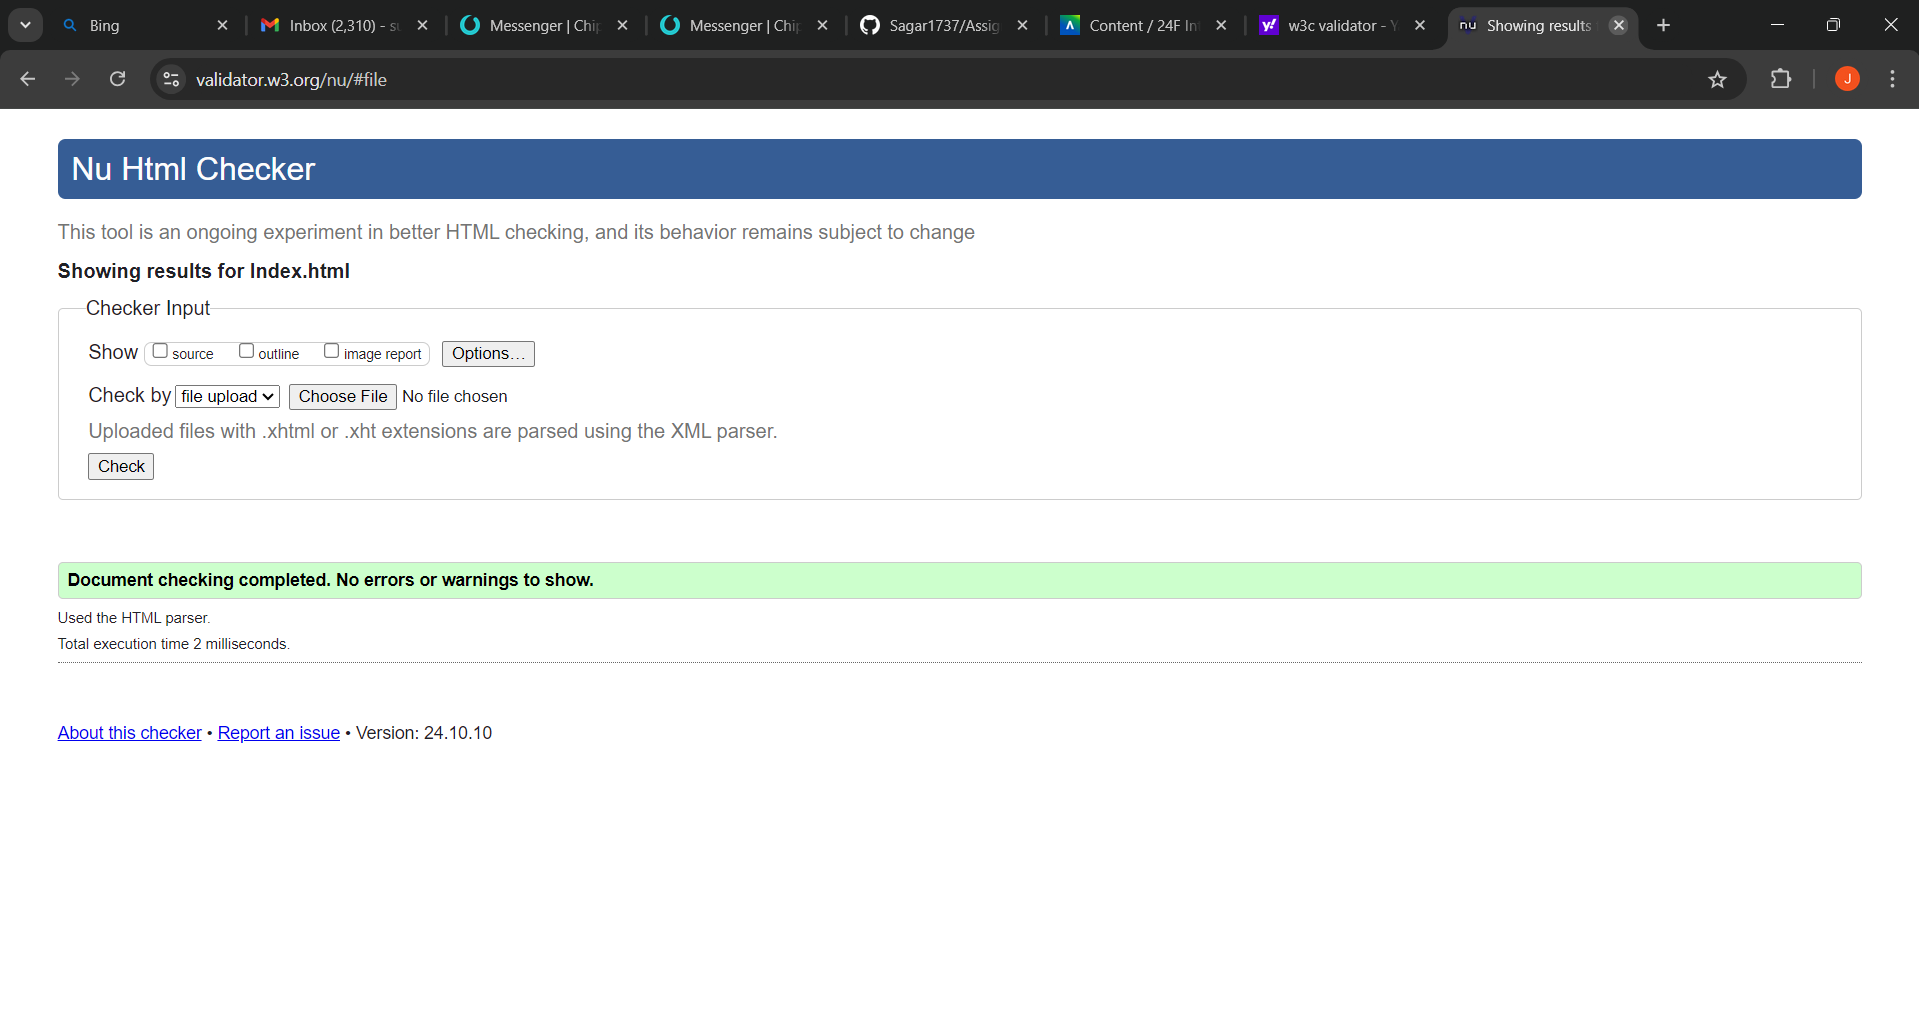 Bing
Inbox (2,310) - su
Messenger | Chip
Messenger | Chip
Sagar1737/Assig
Content / 24F In
w3c validator - Y
nu Showing results
validator.w3.org/nu/#file
J
Nu Html Checker
This tool is an ongoing experiment in better HTML checking, and its behavior remains subject to change
Showing results for Index.html
Checker Input
Show source outline image report Options...
Check by file upload Choose File No file chosen
Uploaded files with .xhtml or .xht extensions are parsed using the XML parser.
Check
Document checking completed. No errors or warnings to show.
Used the HTML parser.
Total execution time 2 milliseconds.
About this checker • Report an issue • Version: 24.10.10